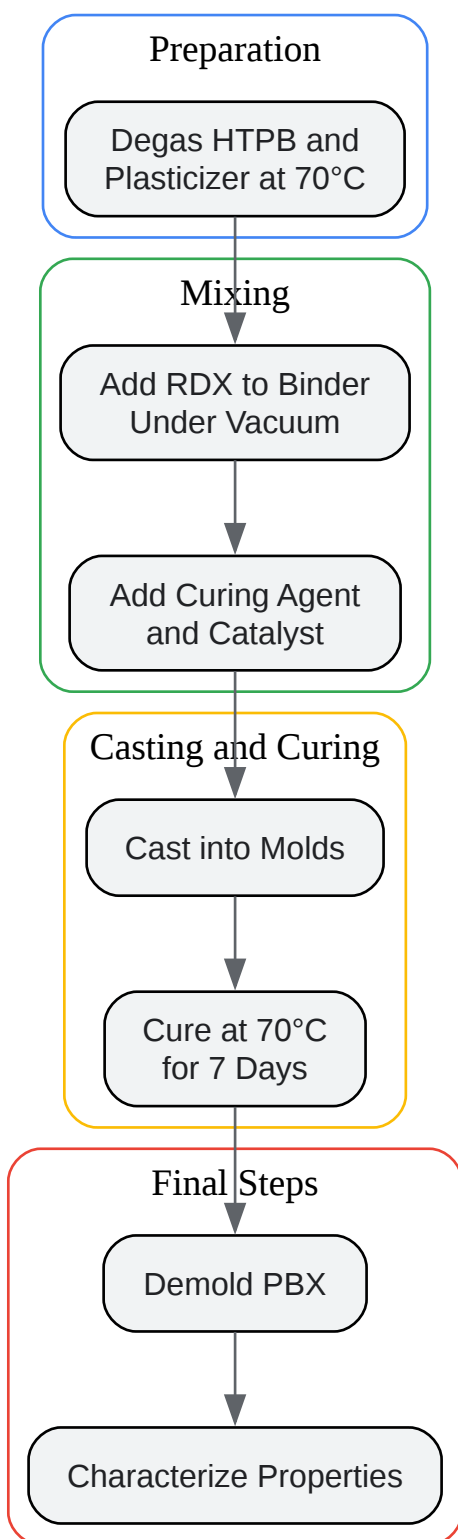 Preparation
Degas HTPB and
Plasticizer at 70°C
Mixing
Add RDX to Binder
Under Vacuum
Add Curing Agent
and Catalyst
Casting and Curing
Cast into Molds
Cure at 70°C
for 7 Days
Final Steps
Demold PBX
Characterize Properties